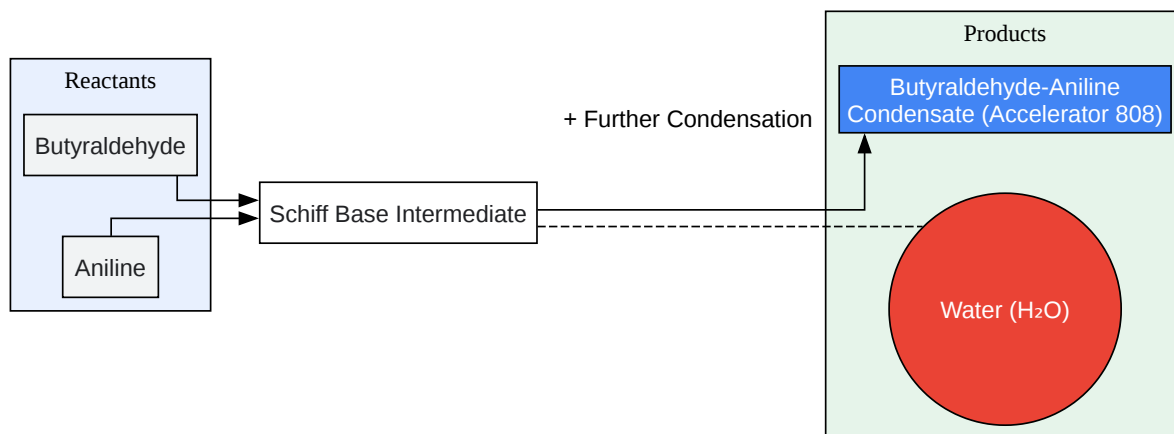 Reactants
Butyraldehyde
Aniline
Schiff Base Intermediate
+ Further Condensation
Products
Butyraldehyde-Aniline
Condensate (Accelerator 808)
Water (H₂O)